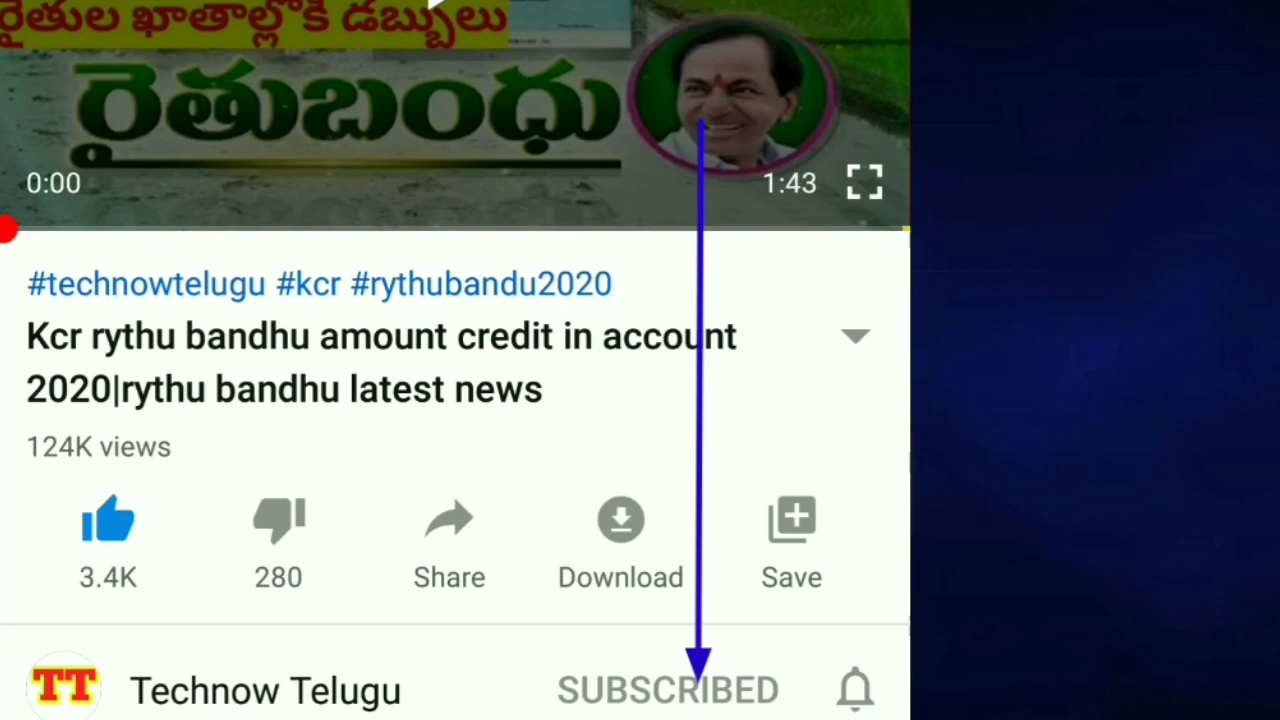 రైతుల ఖాతాల్లోకి డబ్బులు
రైతుబంధు
0:00
1:43
#technowtelugu #kcr #rythubandu2020
Kcr rythu bandhu amount credit in account
2020|rythu bandhu latest news
124K views
3.4K
280
Share
Download
Save
TT
Technow Telugu
SUBSCRIBED